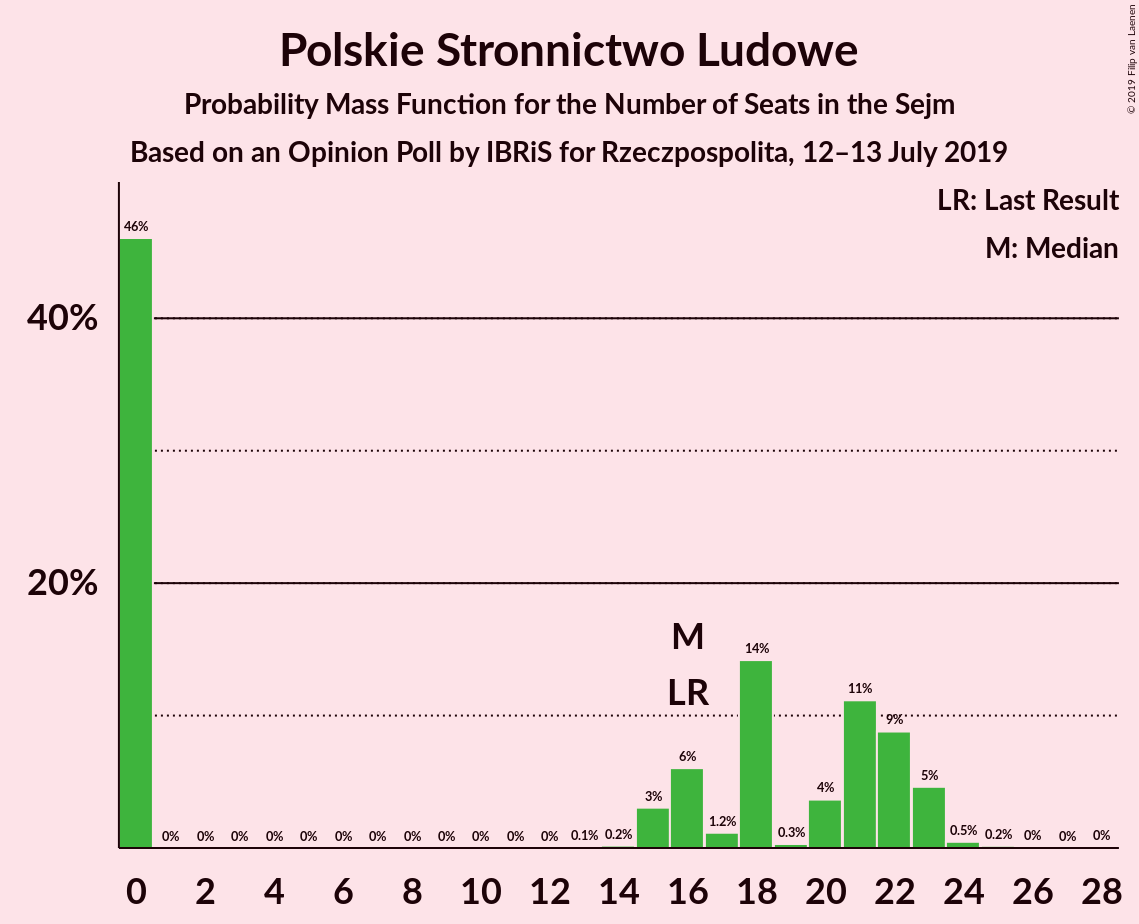 Polskie Stronnictwo Ludowe
Probability Mass Function for the Number of Seats in the Sejm
Based on an Opinion Poll by IBRiS for Rzeczpospolita, 12–13 July 2019
© 2019 Filip van Laenen
LR: Last Result
M: Median
46%
40%
20%
M
LR
14%
11%
9%
6%
5%
4%
3%
1.2%
0% 0% 0% 0% 0% 0% 0% 0% 0% 0% 0% 0% 0.1% 0.2% 0.3% 0.5% 0.2% 0% 0% 0%
0 2 4 6 8 10 12 14 16 18 20 22 24 26 28